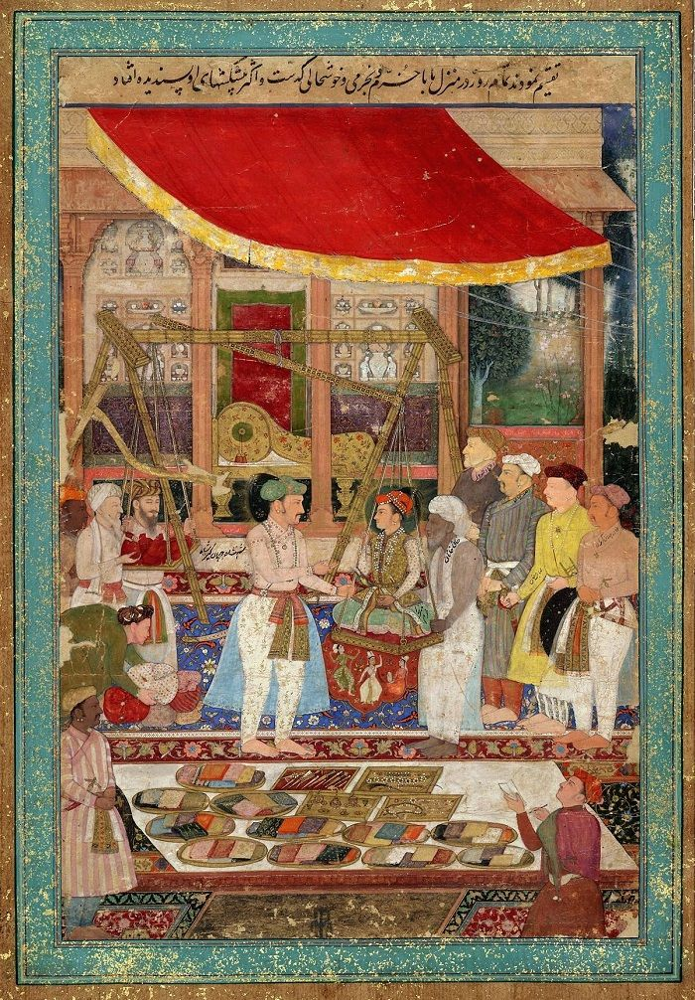 تقسیم نمودند تمام روز در منزل بابا خرم بخرمی و خوشحالی گذشت و اکثر پیشکشهای او پسندیده افتاد